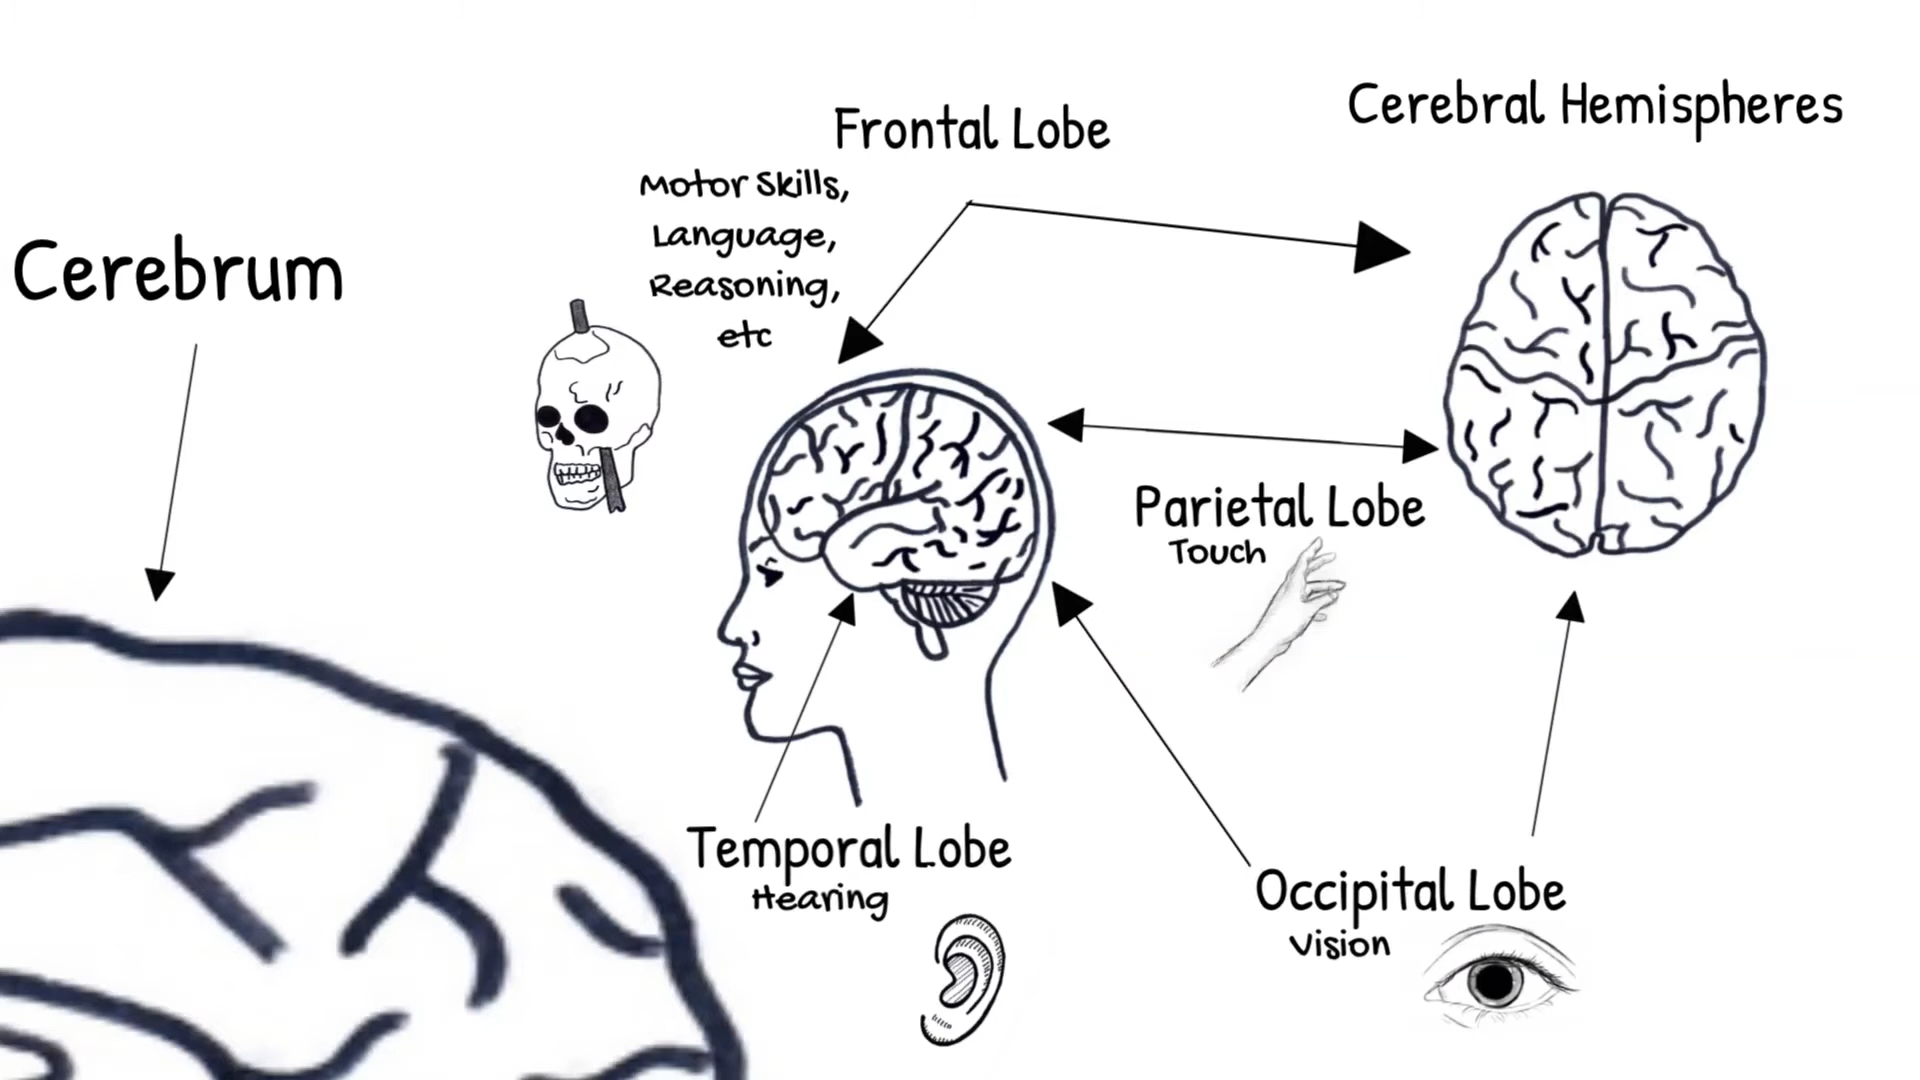 Cerebrum
Frontal Lobe
Motor Skills,
Language,
Reasoning,
etc
Cerebral Hemispheres
Parietal Lobe
Touch
Temporal Lobe
Hearing
Occipital Lobe
Vision